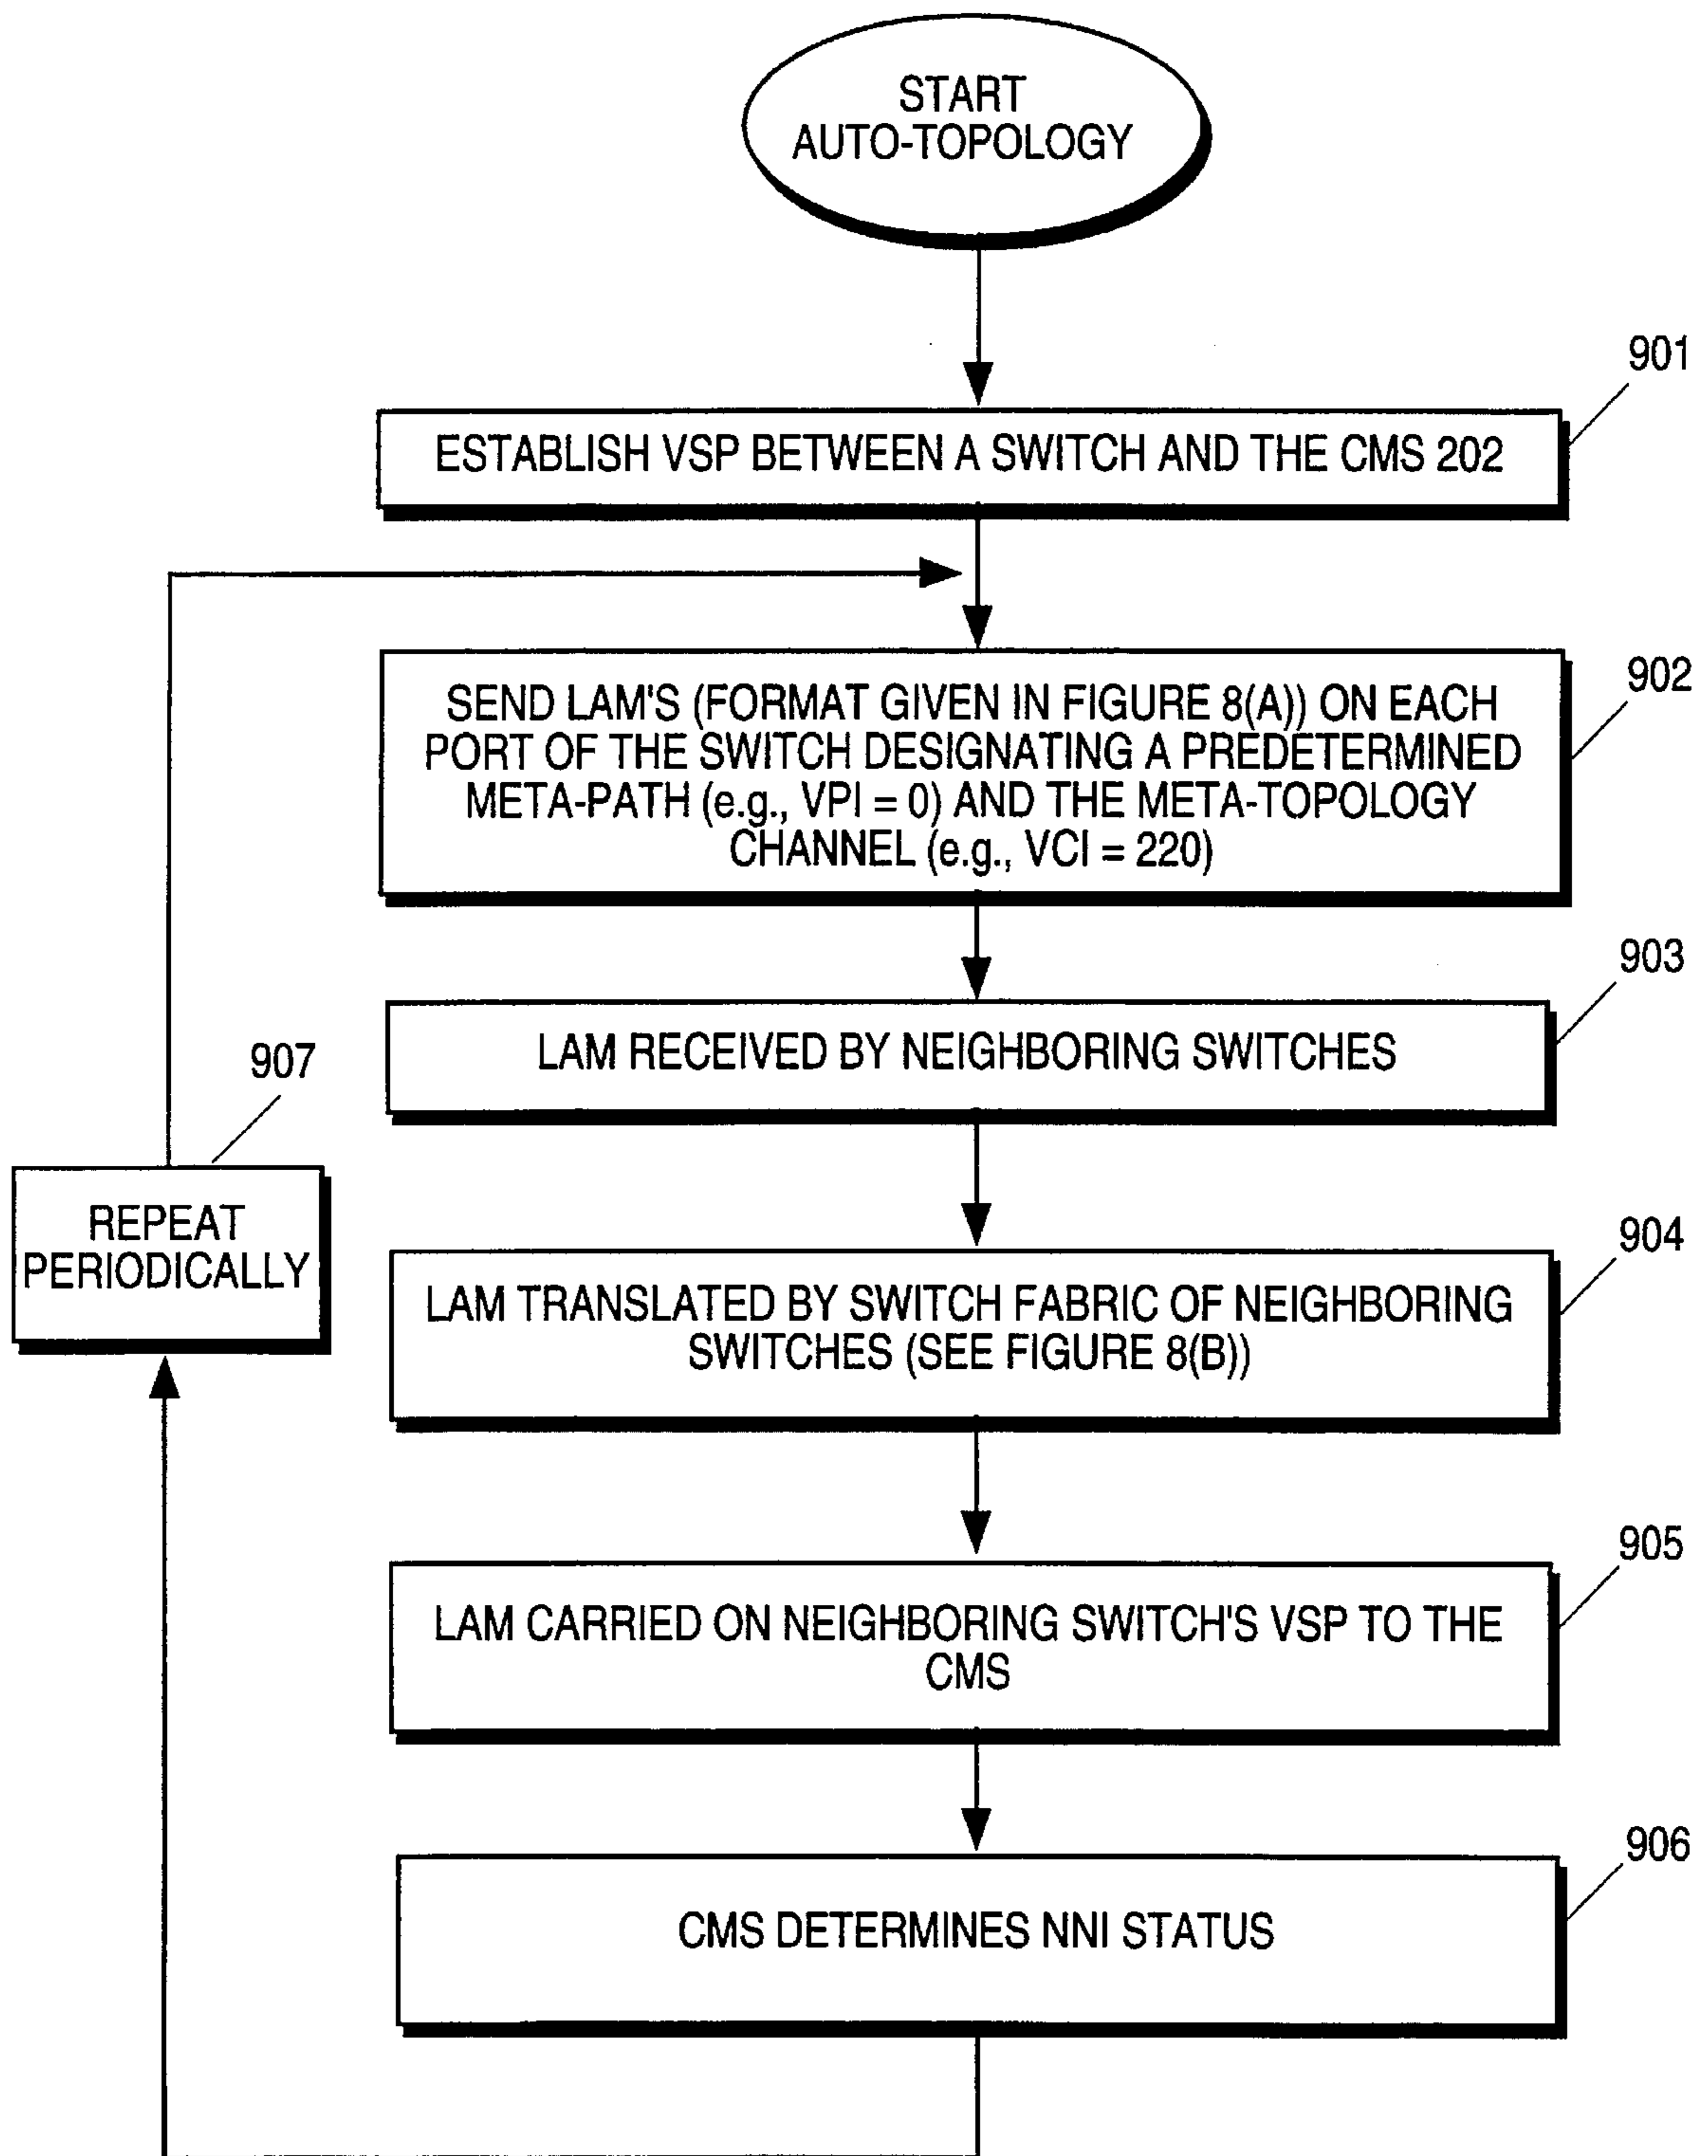 START
AUTO-TOPOLOGY
901
ESTABLISH VSP BETWEEN A SWITCH AND THE CMS 202
902
SEND LAM'S (FORMAT GIVEN IN FIGURE 8(A)) ON EACH
PORT OF THE SWITCH DESIGNATING A PREDETERMINED
META-PATH (e.g., VPI = 0) AND THE META-TOPOLOGY
CHANNEL (e.g., VCI = 220)
903
LAM RECEIVED BY NEIGHBORING SWITCHES
907
REPEAT
PERIODICALLY
904
LAM TRANSLATED BY SWITCH FABRIC OF NEIGHBORING
SWITCHES (SEE FIGURE 8(B))
905
LAM CARRIED ON NEIGHBORING SWITCH'S VSP TO THE
CMS
906
CMS DETERMINES NNI STATUS